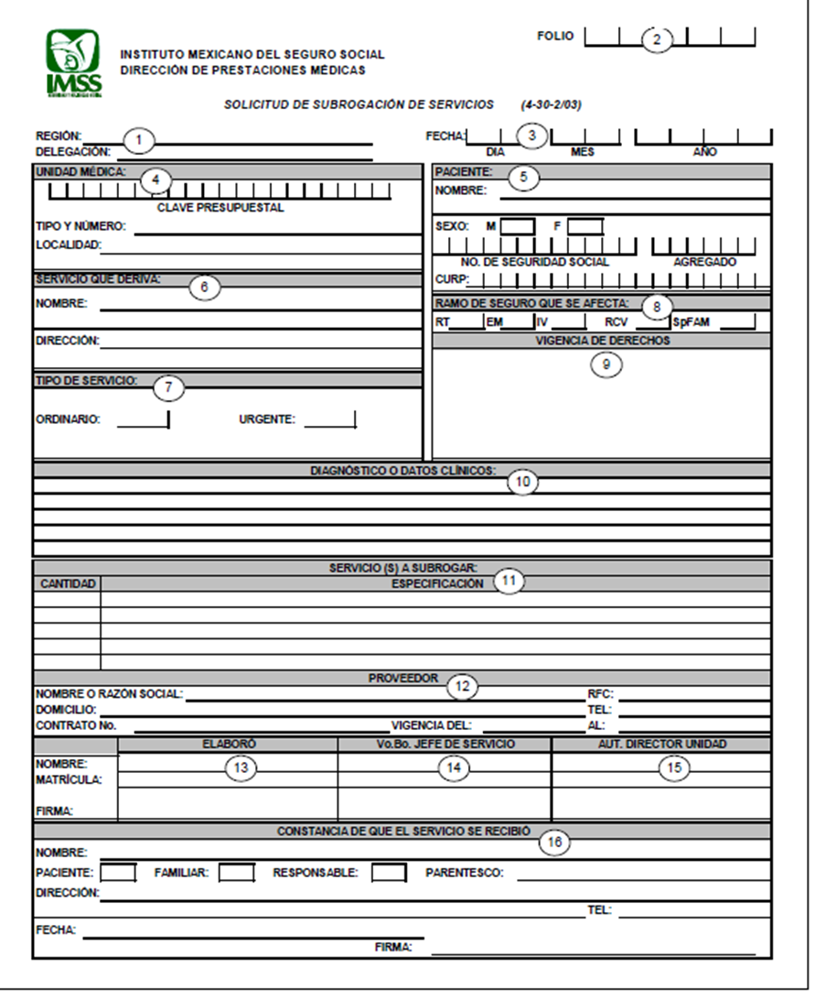 FOLIO 2
INSTITUTO MEXICANO DEL SEGURO SOCIAL
DIRECCIÓN DE PRESTACIONES MÉDICAS
IMSS
SOLICITUD DE SUBROGACIÓN DE SERVICIOS (4-30-2/03)
REGIÓN: 1
DELEGACIÓN:
FECHA: 3
DIA MES AÑO
UNIDAD MÉDICA: 4
CLAVE PRESUPUESTAL
TIPO Y NÚMERO:
LOCALIDAD:
PACIENTE: 5
NOMBRE:
SEXO: M F
NO. DE SEGURIDAD SOCIAL AGREGADO
CURP:
SERVICIO QUE DERIVA: 6
NOMBRE:
DIRECCIÓN:
RAMO DE SEGURO QUE SE AFECTA: 8
RT EM IV RCV SpFAM
VIGENCIA DE DERECHOS
9
TIPO DE SERVICIO: 7
ORDINARIO: URGENTE:
DIAGNÓSTICO O DATOS CLÍNICOS: 10
SERVICIO (S) A SUBROGAR:
CANTIDAD ESPECIFICACIÓN 11
PROVEEDOR 12
NOMBRE O RAZÓN SOCIAL: RFC:
DOMICILIO: TEL:
CONTRATO No. VIGENCIA DEL: AL:
ELABORÓ Vo.Bo. JEFE DE SERVICIO AUT. DIRECTOR UNIDAD
NOMBRE: 13 14 15
MATRÍCULA:
FIRMA:
CONSTANCIA DE QUE EL SERVICIO SE RECIBIÓ 16
NOMBRE:
PACIENTE: FAMILIAR: RESPONSABLE: PARENTESCO:
DIRECCIÓN:
TEL:
FECHA:
FIRMA: